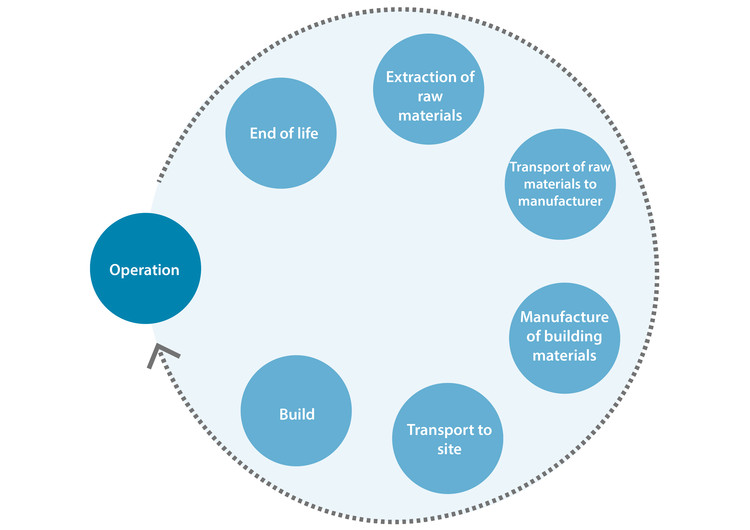 Extraction of
raw
materials
Transport of raw
materials to
manufacturer
Manufacture
of building
materials
Transport to
site
Build
Operation
End of life